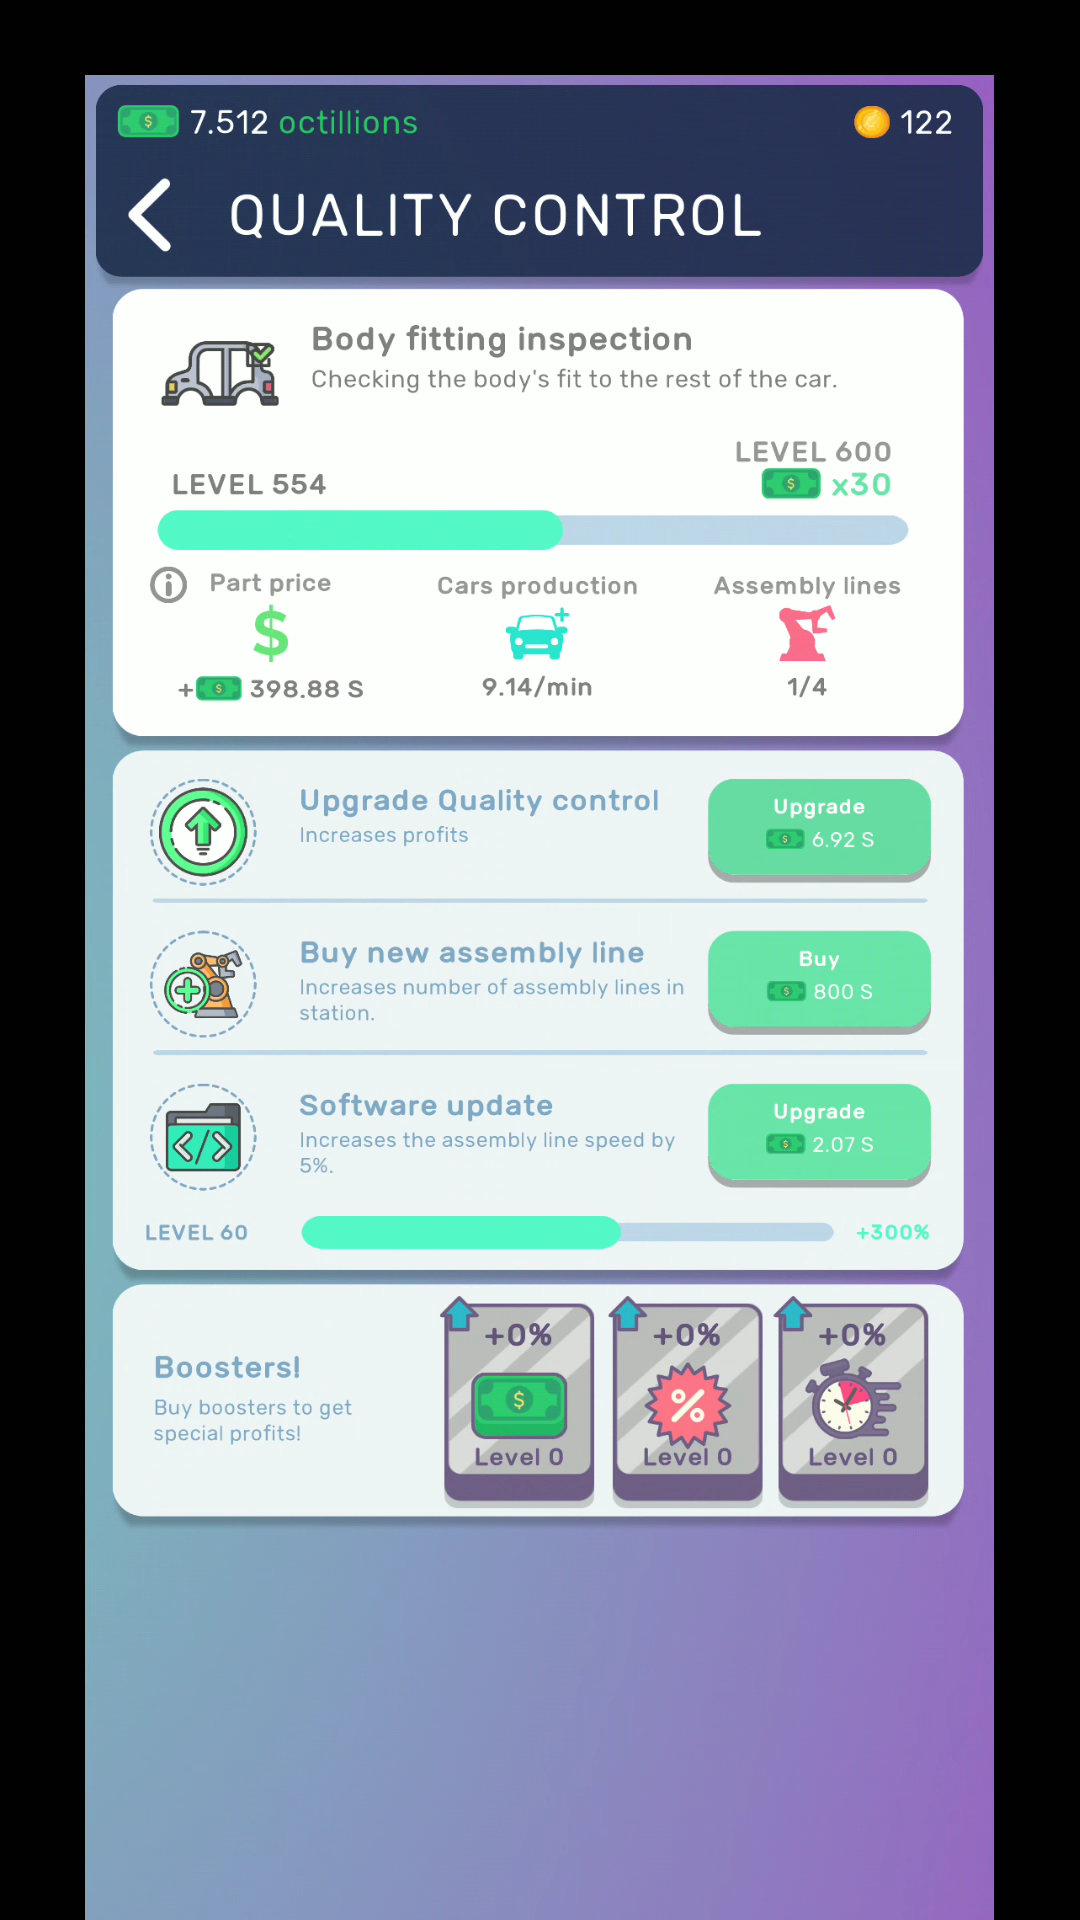 7.512 octillions
122
QUALITY CONTROL
Body fitting inspection
Checking the body's fit to the rest of the car.
LEVEL 554
LEVEL 600
x30
Part price
Cars production
Assembly lines
$
+ 398.88 S
9.14/min
1/4
Upgrade Quality control
Increases profits
Upgrade
6.92 S
Buy new assembly line
Increases number of assembly lines in
station.
Buy
800 S
Software update
Increases the assembly line speed by
5%.
Upgrade
2.07 S
LEVEL 60
+300%
Boosters!
Buy boosters to get
special profits!
+0%
Level 0
+0%
%
Level 0
+0%
Level 0